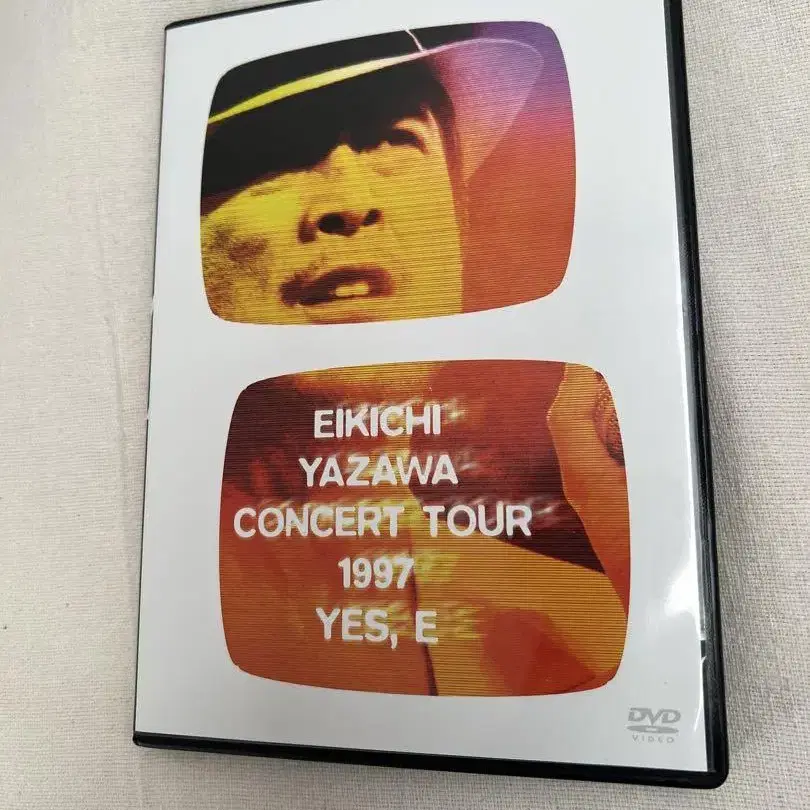 EIKICHI
YAZAWA
CONCERT TOUR
1997
YES, E
DVD
VIDEO